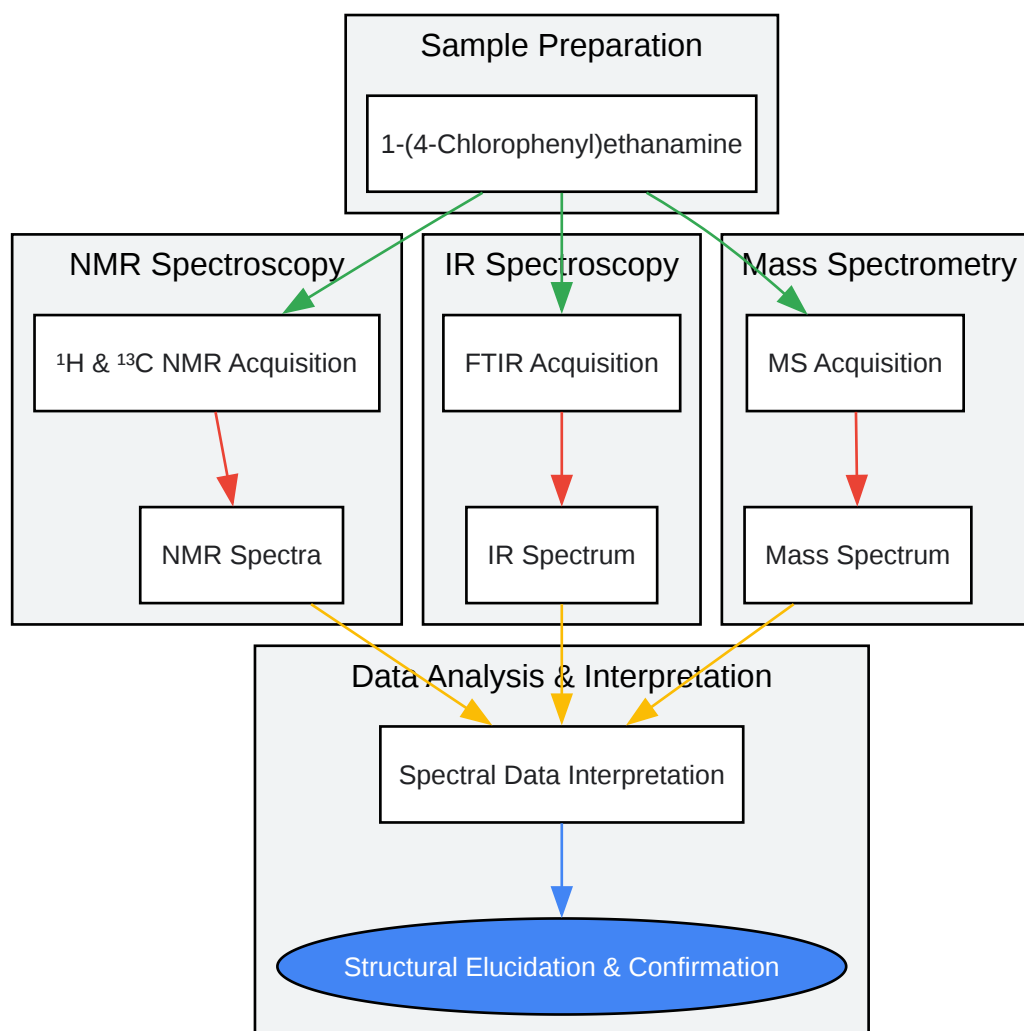 Sample Preparation
1-(4-Chlorophenyl)ethanamine
NMR Spectroscopy
IR Spectroscopy
Mass Spectrometry
¹H & ¹³C NMR Acquisition
FTIR Acquisition
MS Acquisition
NMR Spectra
IR Spectrum
Mass Spectrum
Data Analysis & Interpretation
Spectral Data Interpretation
Structural Elucidation & Confirmation